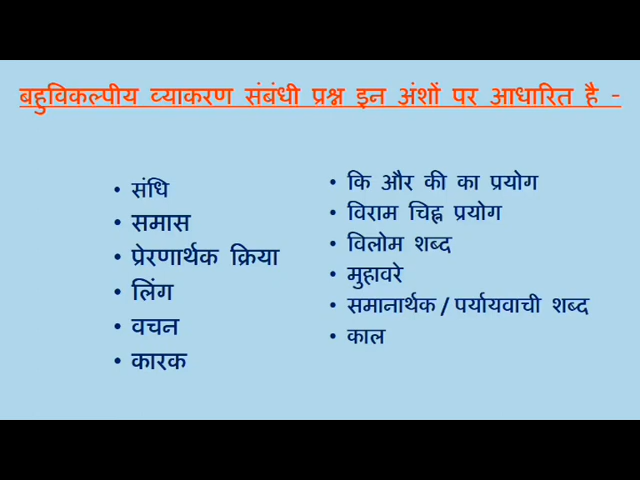 बहुविकल्पीय व्याकरण संबंधी प्रश्न इन अंशों पर आधारित है -
• संधि
• समास
• प्रेरणार्थक क्रिया
• लिंग
• वचन
• कारक
• कि और की का प्रयोग
• विराम चिह्न प्रयोग
• विलोम शब्द
• मुहावरे
• समानार्थक / पर्यायवाची शब्द
• काल